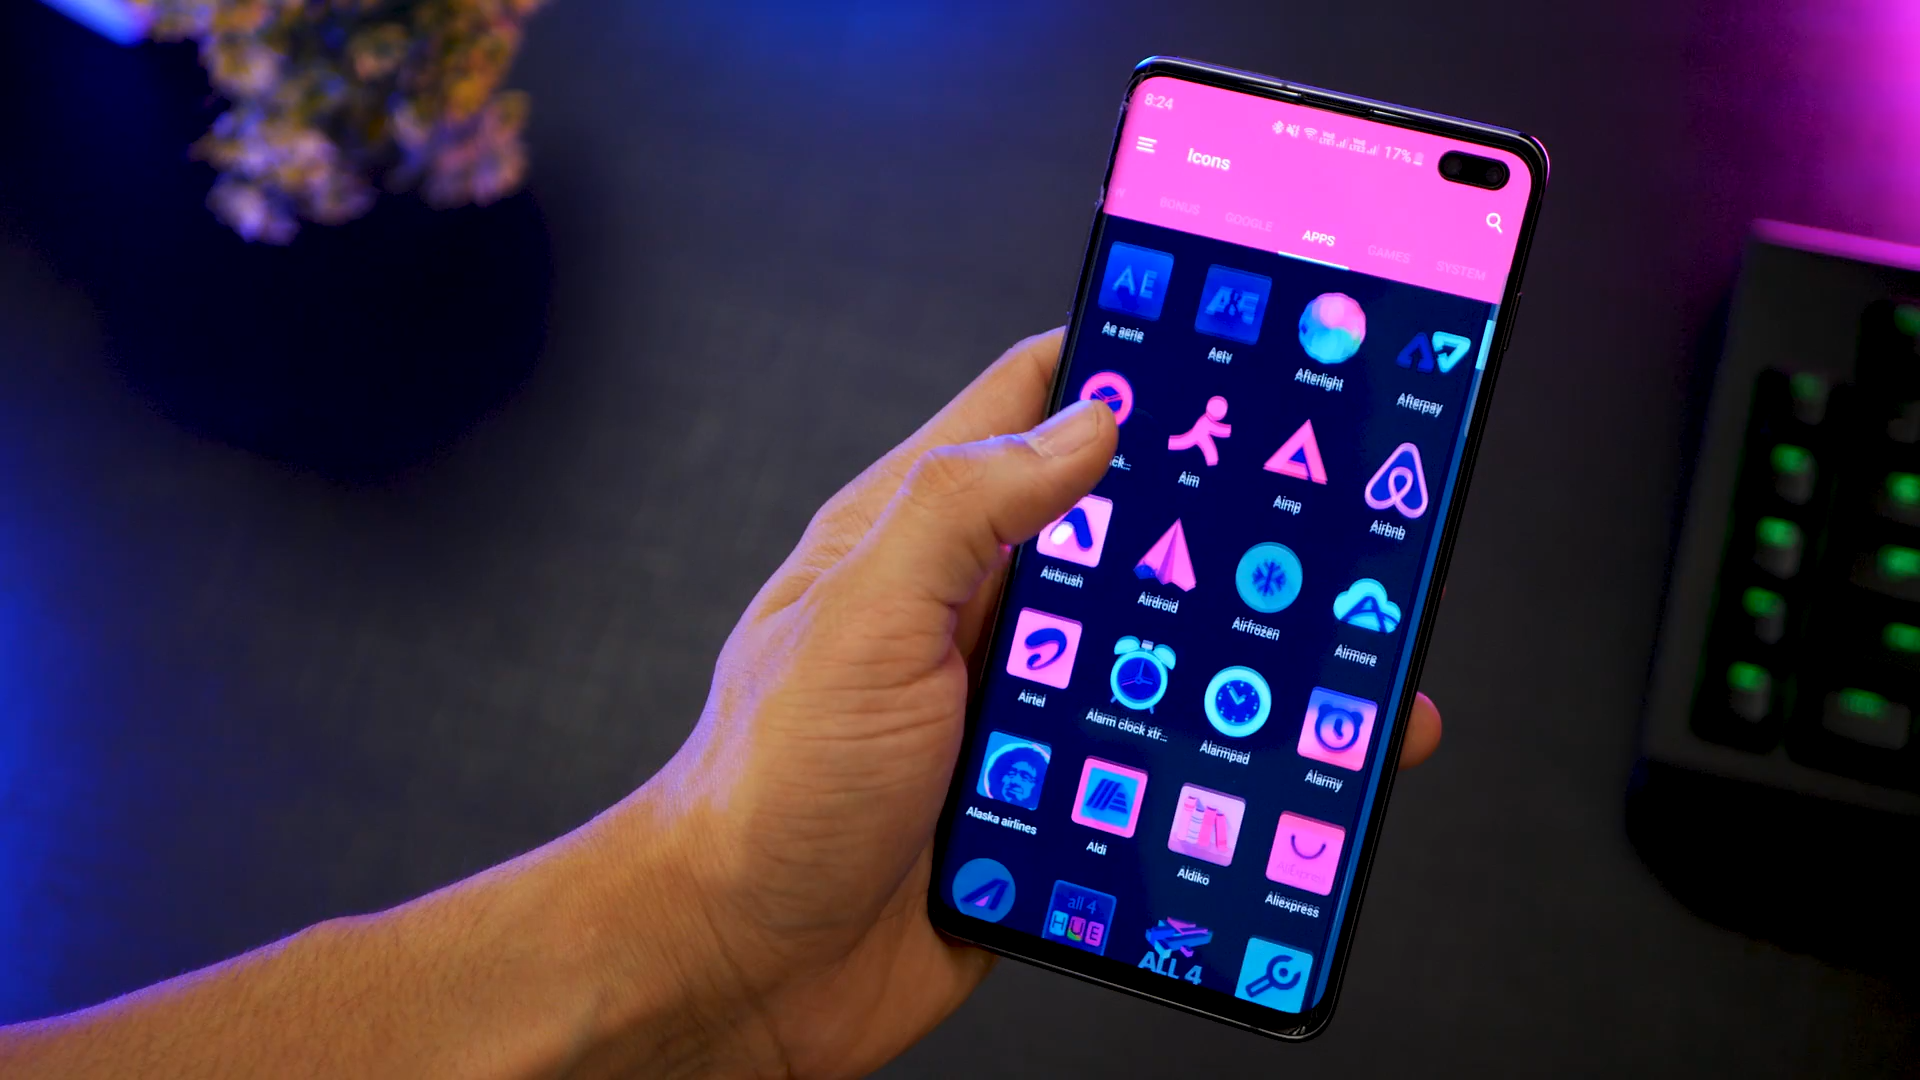 8:24
17%
Icons
BONUS GOOGLE APPS GAMES SYSTEM
AE
A&E
Ae aerie Aetv Afterlight Afterpay
ck... Aim Aimp Airbnb
Airbrush Airdroid Airfrozen Airmore
Airtel Alarm clock xtr... Alarmpad Alarmy
AliExpress
Alaska airlines Aldi Aldiko Aliexpress
all 4
HUE
ALL 4